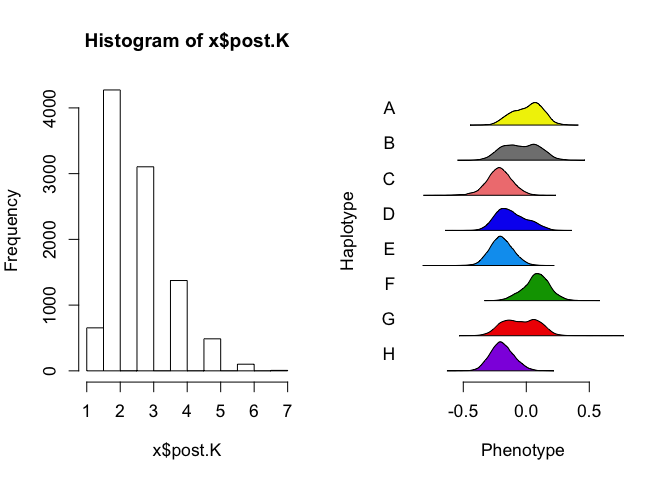 Histogram of x$post.K
Frequency
0
1000
2000
3000
4000
1 2 3 4 5 6 7
x$post.K
Haplotype
A
B
C
D
E
F
G
H
-0.5 0.0 0.5
Phenotype